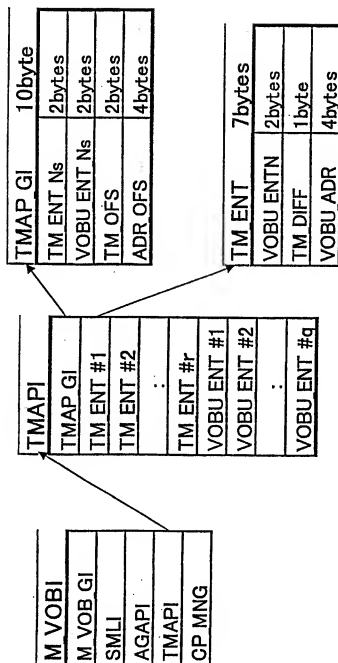 M VOBI
M VOB GI
SMLI
AGAPI
TMAPI
CP MNG
TMAPI
TMAP GI
TM ENT #1
TM ENT #2
:
TM ENT #r
VOBU ENT #1
VOBU ENT #2
:
VOBU ENT #q
TMAP GI 10byte
TM ENT Ns 2bytes
VOBU ENT Ns 2bytes
TM OFS 2bytes
ADR OFS 4bytes
TM ENT 7bytes
VOBU ENTN 2bytes
TM DIFF 1byte
VOBU_ADR 4bytes